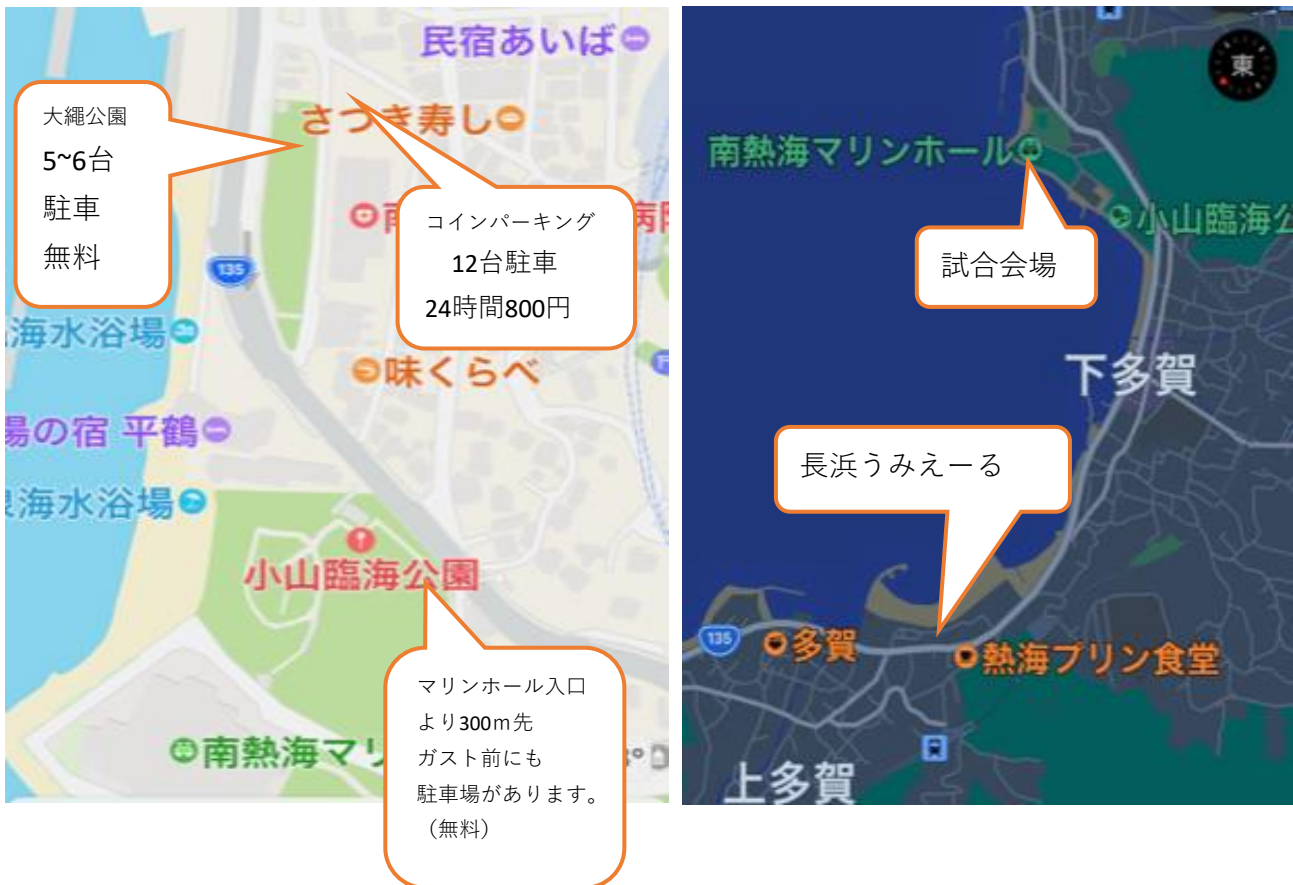 民宿あいば
大縄公園
5~6台
駐車
無料
さつき寿し
コインパーキング
12台駐車
24時間800円
135
海水浴場
味くらべ
湯の宿 平鶴
海水浴場
小山臨海公園
マリンホール入口
より300m先
ガスト前にも
駐車場があります。
（無料）
南熱海マリ
東
南熱海マリンホール
小山臨海公
試合会場
下多賀
長浜うみえーる
135
多賀
熱海プリン食堂
上多賀